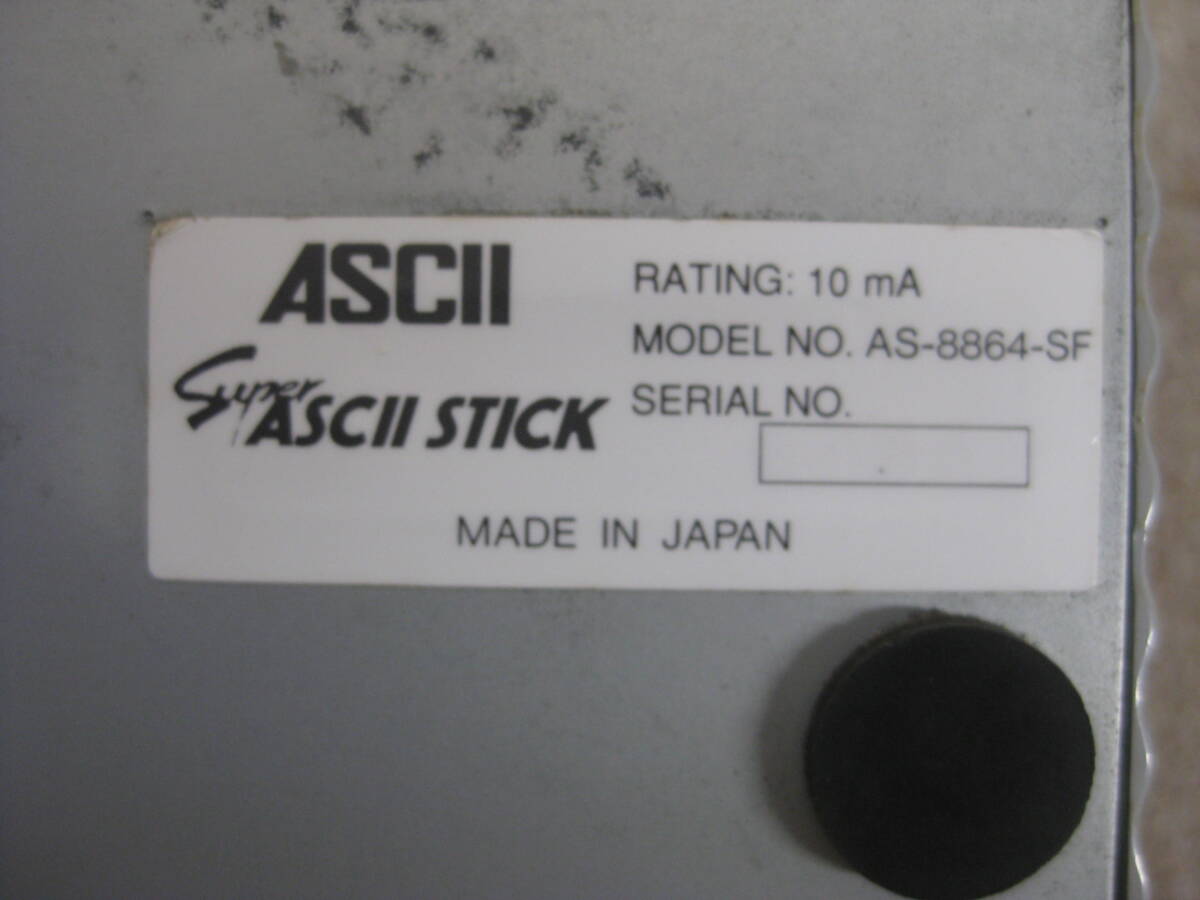 ASCII
Super ASCII STICK
RATING: 10 mA
MODEL NO. AS-8864-SF
SERIAL NO.
MADE IN JAPAN